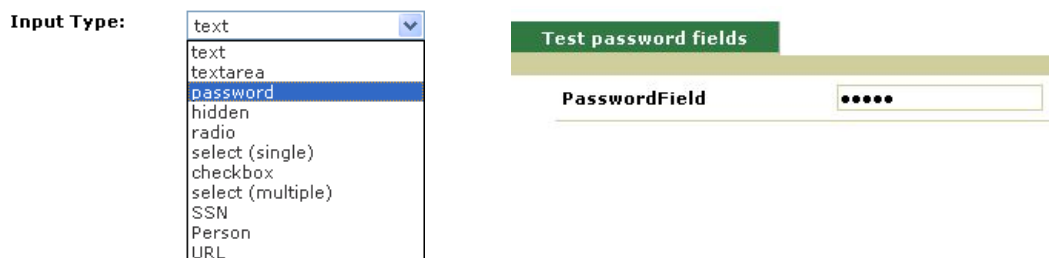 Input Type:
text
text
textarea
password
hidden
radio
select (single)
checkbox
select (multiple)
SSN
Person
URL
Test password fields
PasswordField
•••••